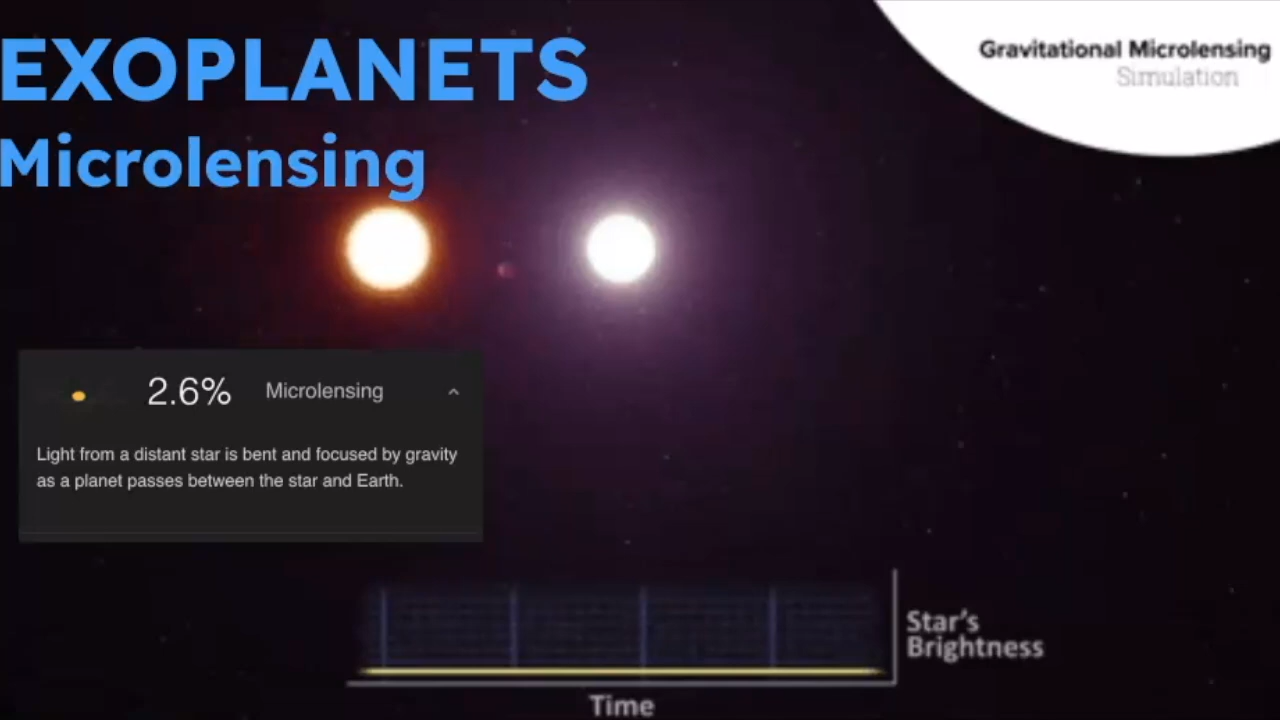 EXOPLANETS
Microlensing
Gravitational Microlensing
Simulation
2.6% Microlensing
Light from a distant star is bent and focused by gravity
as a planet passes between the star and Earth.
Star's
Brightness
Time